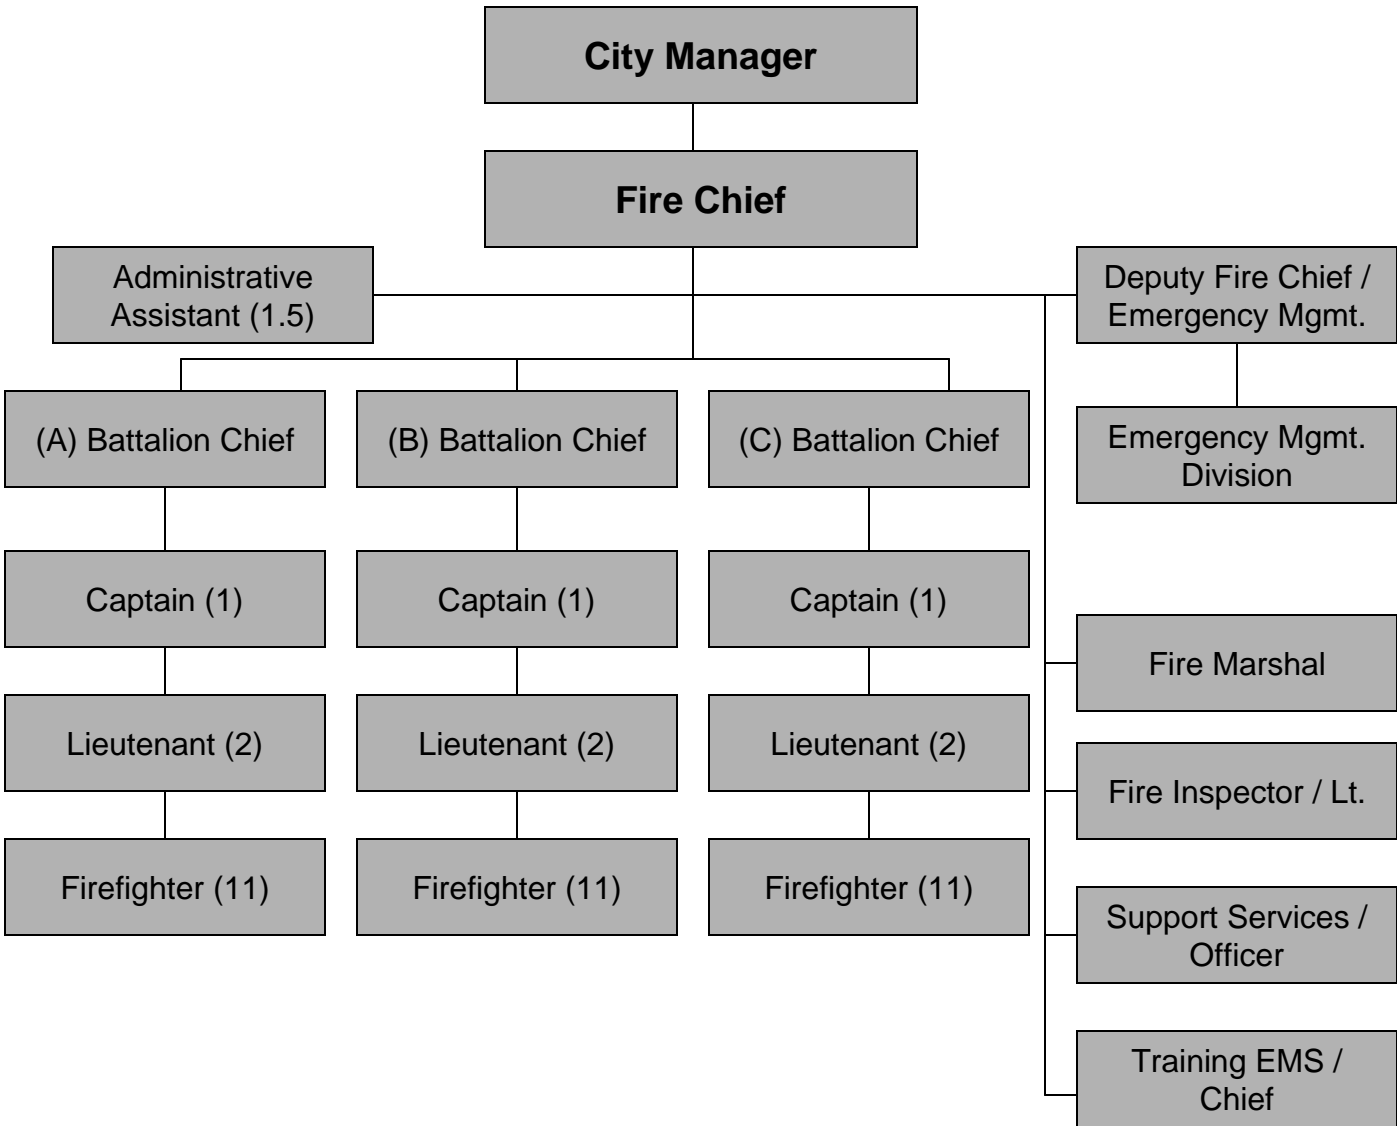 City Manager
Fire Chief
Administrative
Assistant (1.5)
Deputy Fire Chief /
Emergency Mgmt.
(A) Battalion Chief
(B) Battalion Chief
(C) Battalion Chief
Emergency Mgmt.
Division
Captain (1)
Captain (1)
Captain (1)
Fire Marshal
Lieutenant (2)
Lieutenant (2)
Lieutenant (2)
Fire Inspector / Lt.
Firefighter (11)
Firefighter (11)
Firefighter (11)
Support Services /
Officer
Training EMS /
Chief